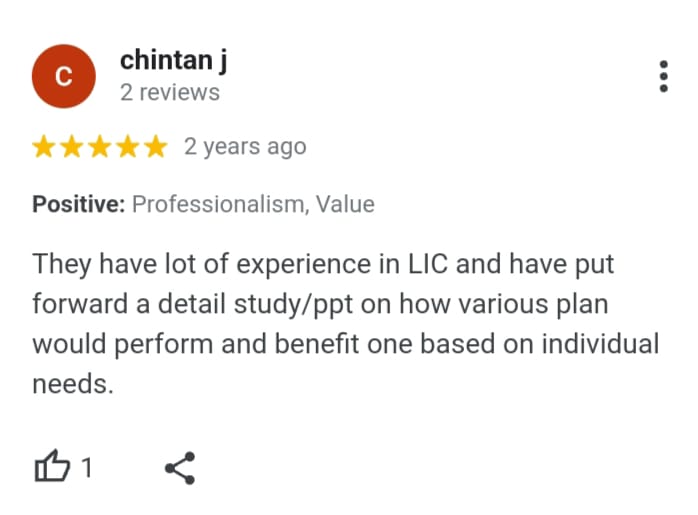 C
chintan j
2 reviews
2 years ago
Positive: Professionalism, Value
They have lot of experience in LIC and have put
forward a detail study/ppt on how various plan
would perform and benefit one based on individual
needs.
1